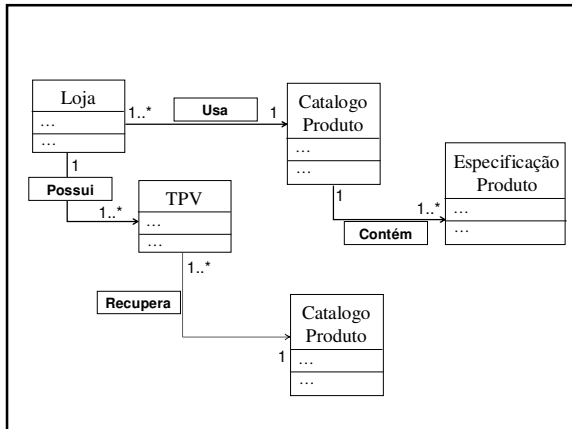 Loja
...
...
1..*
Usa
1
Catalogo
Produto
...
...
1
Possui
1..*
TPV
...
...
1
Contém
1..*
Especificação
Produto
...
...
1..*
Recupera
1
Catalogo
Produto
...
...